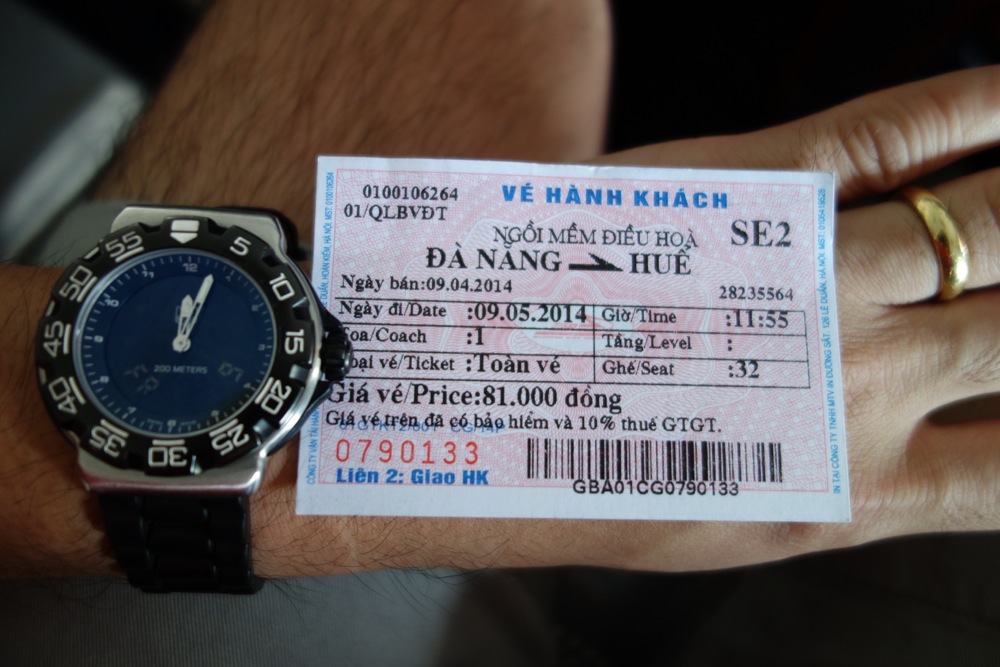 55
5
10
15
20
25
30
35
40
45
50
12
200 METERS
0100106264
VÉ HÀNH KHÁCH
01/QLBVĐT
NGỒI MỀM ĐIỀU HOÀ
SE2
ĐÀ NẴNG HUẾ
Ngày bán:09.04.2014
28235564
Ngày đi/Date :09.05.2014 Giờ/Time :11:55
oa/Coach :1 Tầng/Level :
oại vé/Ticket :Toàn vé Ghế/Seat :32
Giá vé/Price:81.000 đồng
Giá vé trên đã có bảo hiểm và 10% thuế GTGT.
0790133
Liên 2: Giao HK
GBA01CG0790133